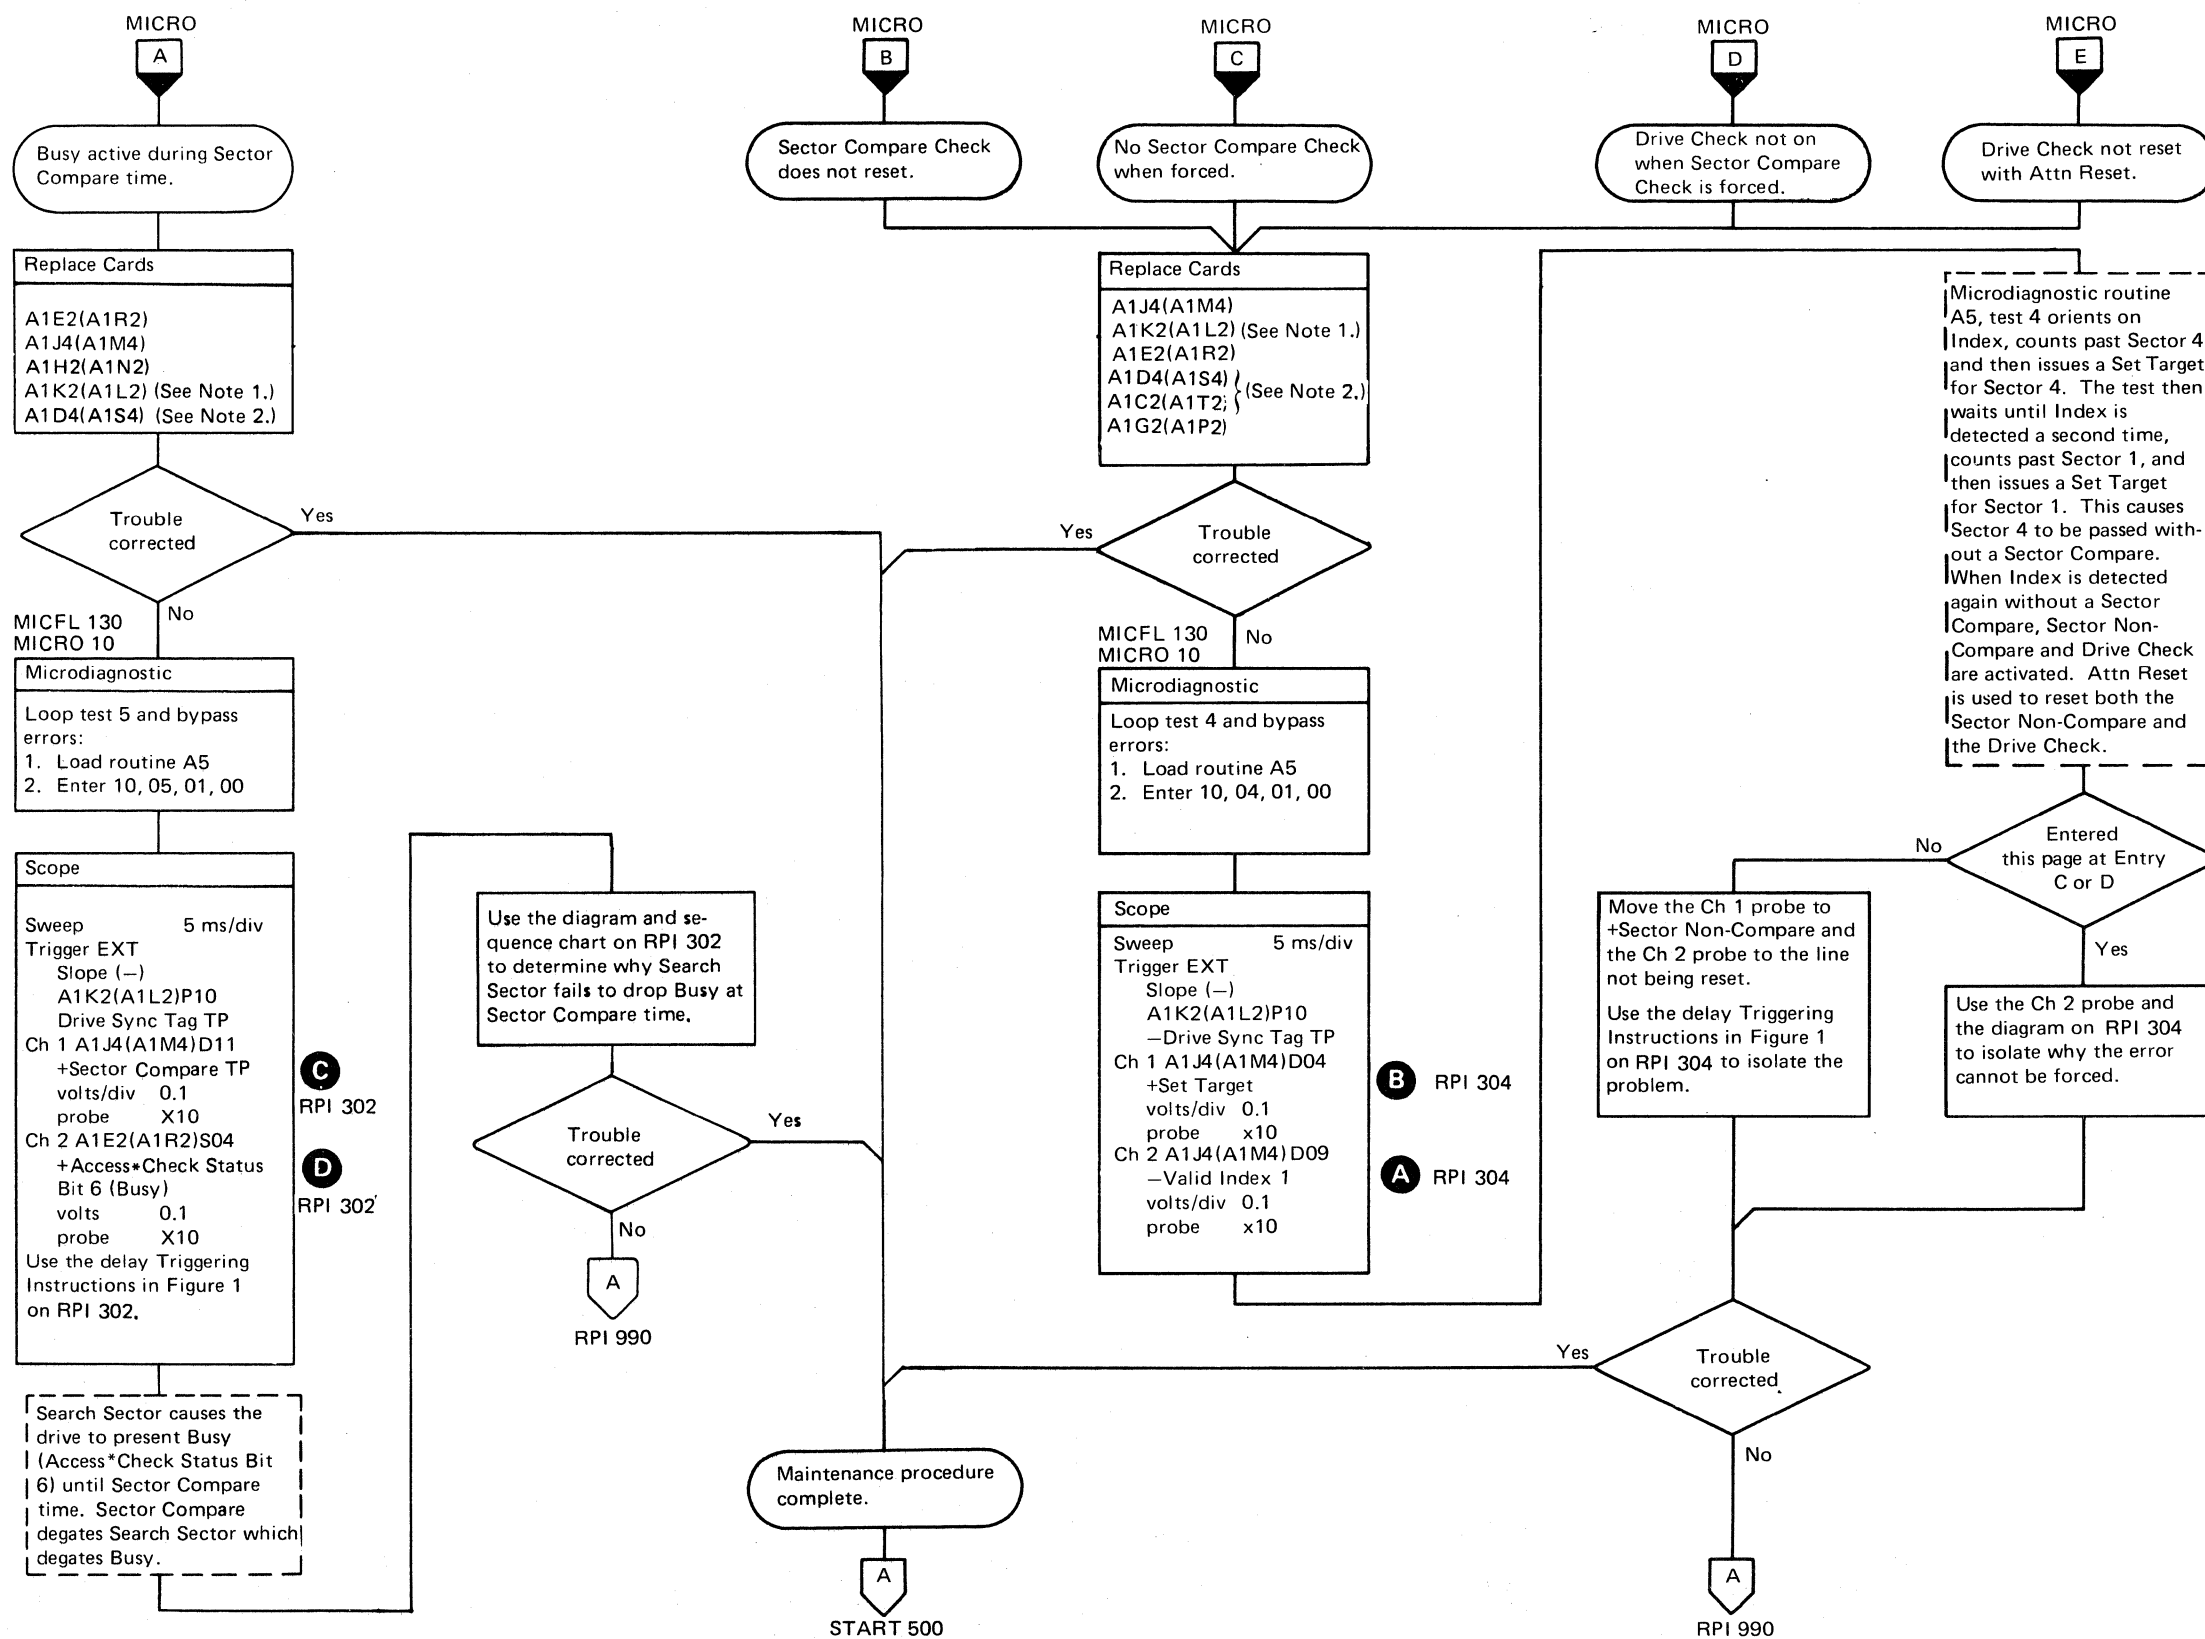 MICRO
A
Busy active during Sector
Compare time.
Replace Cards
A1E2(A1R2)
A1J4(A1M4)
A1H2(A1N2)
A1K2(A1L2) (See Note 1.)
A1D4(A1S4) (See Note 2.)
Trouble
corrected
Yes
No
MICFL 130
MICRO 10
Microdiagnostic
Loop test 5 and bypass
errors:
1. Load routine A5
2. Enter 10, 05, 01, 00
Scope
Sweep 5 ms/div
Trigger EXT
Slope (—)
A1K2(A1L2)P10
Drive Sync Tag TP
Ch 1 A1J4(A1M4)D11
+Sector Compare TP
volts/div 0.1
probe X10
Ch 2 A1E2(A1R2)S04
+Access*Check Status
Bit 6 (Busy)
volts 0.1
probe X10
Use the delay Triggering
Instructions in Figure 1
on RPI 302.
C
RPI 302
D
RPI 302
Search Sector causes the
drive to present Busy
(Access*Check Status Bit
6) until Sector Compare
time. Sector Compare
degates Search Sector which
degates Busy.
Use the diagram and se-
quence chart on RPI 302
to determine why Search
Sector fails to drop Busy at
Sector Compare time.
Trouble
corrected
Yes
No
A
RPI 990
MICRO
B
Sector Compare Check
does not reset.
MICRO
C
No Sector Compare Check
when forced.
MICRO
D
Drive Check not on
when Sector Compare
Check is forced.
MICRO
E
Drive Check not reset
with Attn Reset.
Replace Cards
A1J4(A1M4)
A1K2(A1L2) (See Note 1.)
A1E2(A1R2)
A1D4(A1S4)
A1C2(A1T2;
(See Note 2.)
A1G2(A1P2)
Trouble
corrected
Yes
No
MICFL 130
MICRO 10
Microdiagnostic
Loop test 4 and bypass
errors:
1. Load routine A5
2. Enter 10, 04, 01, 00
Scope
Sweep 5 ms/div
Trigger EXT
Slope (—)
A1K2(A1L2)P10
—Drive Sync Tag TP
Ch 1 A1J4(A1M4)D04
+Set Target
volts/div 0.1
probe x10
Ch 2 A1J4(A1M4)D09
—Valid Index 1
volts/div 0.1
probe x10
B RPI 304
A RPI 304
Microdiagnostic routine
A5, test 4 orients on
Index, counts past Sector 4
and then issues a Set Target
for Sector 4. The test then
waits until Index is
detected a second time,
counts past Sector 1, and
then issues a Set Target
for Sector 1. This causes
Sector 4 to be passed with-
out a Sector Compare.
When Index is detected
again without a Sector
Compare, Sector Non-
Compare and Drive Check
are activated. Attn Reset
is used to reset both the
Sector Non-Compare and
the Drive Check.
Entered
this page at Entry
C or D
No
Yes
Move the Ch 1 probe to
+Sector Non-Compare and
the Ch 2 probe to the line
not being reset.
Use the delay Triggering
Instructions in Figure 1
on RPI 304 to isolate the
problem.
Use the Ch 2 probe and
the diagram on RPI 304
to isolate why the error
cannot be forced.
Trouble
corrected
Yes
No
A
RPI 990
Maintenance procedure
complete.
A
START 500